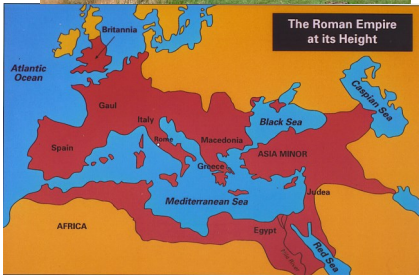 The Roman Empire
at its Height
Britannia
Atlantic
Ocean
Gaul
Caspian Sea
Italy
Black Sea
Rome
Macedonia
Spain
ASIA MINOR
Greece
Judea
Mediterranean Sea
AFRICA
Egypt
Red Sea